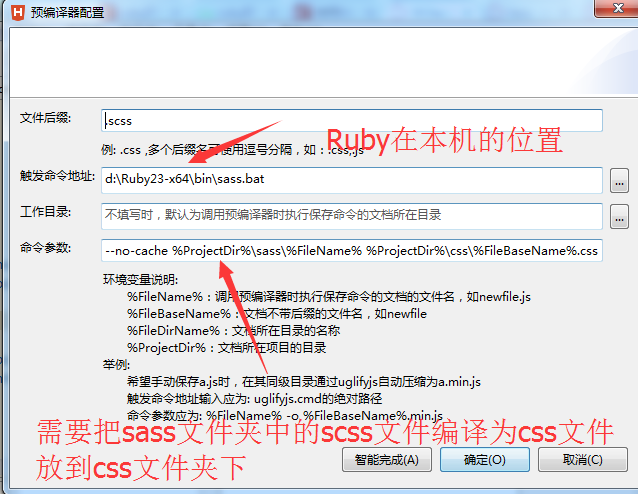 预编译器配置
文件后缀:
.scss
例: .css ,多个后缀名可使用逗号分隔，如：.css,.js
Ruby在本机的位置
触发命令地址:
d:\Ruby23-x64\bin\sass.bat
...
工作目录:
不填写时，默认为调用预编译器时执行保存命令的文档所在目录
...
命令参数:
--no-cache %ProjectDir%\sass\%FileName% %ProjectDir%\css\%FileBaseName%.css
环境变量说明:
%FileName%：调用预编译器时执行保存命令的文档的文件名，如newfile.js
%FileBaseName%：文档不带后缀的文件名，如newfile
%FileDirName%：文档所在目录的名称
%ProjectDir%：文档所在项目的目录
举例:
希望手动保存a.js时，在其同级目录通过uglifyjs自动压缩为a.min.js
触发命令地址输入应为: uglifyjs.cmd的绝对路径
命令参数应为: %FileName% -o %FileBaseName%.min.js
需要把sass文件夹中的scss文件编译为css文件
放到css文件夹下
智能完成(A)
确定(O)
取消(C)